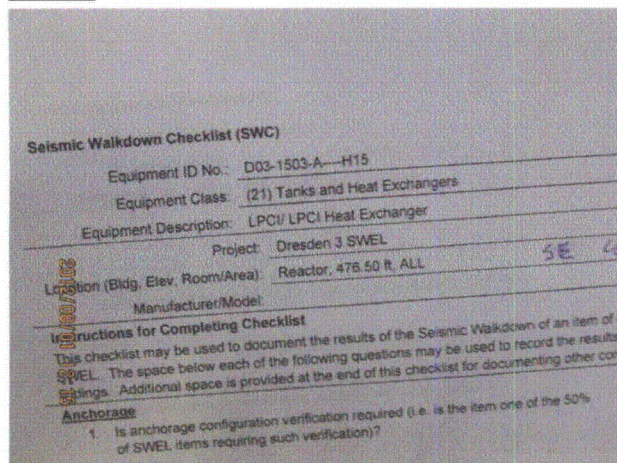 Seismic Walkdown Checklist (SWC)
Equipment ID No.: D03-1503-A----H15
Equipment Class: (21) Tanks and Heat Exchangers
Equipment Description: LPCI/ LPCI Heat Exchanger
Project: Dresden 3 SWEL
Location (Bldg, Elev, Room/Area): Reactor, 476.50 ft, ALL SE
Manufacturer/Model:
Instructions for Completing Checklist
This checklist may be used to document the results of the Seismic Walkdown of an item of
SWEL. The space below each of the following questions may be used to record the results
Additional space is provided at the end of this checklist for documenting other
Anchorage
1. Is anchorage configuration verification required (i.e. is the item one of the 50%
of SWEL items requiring such verification)?